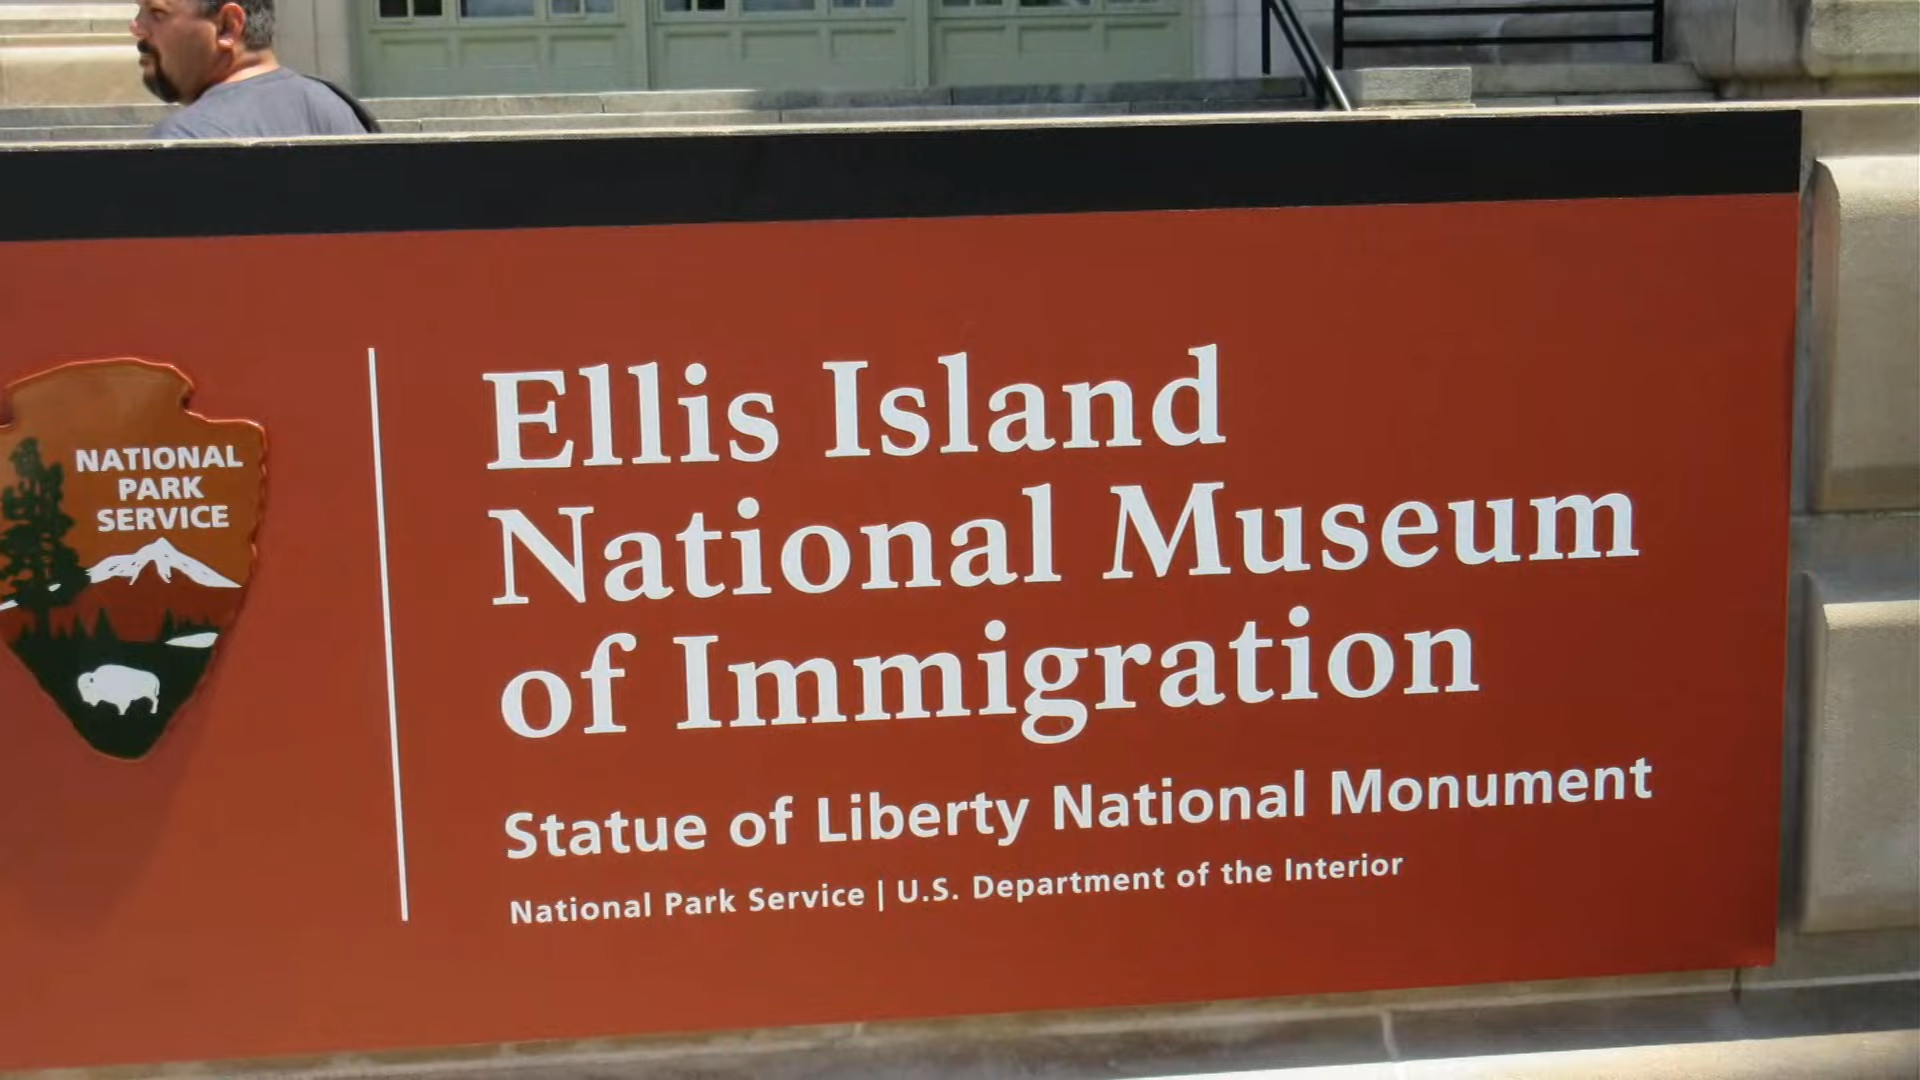 NATIONAL
PARK
SERVICE
Ellis Island
National Museum
of Immigration
Statue of Liberty National Monument
National Park Service | U.S. Department of the Interior